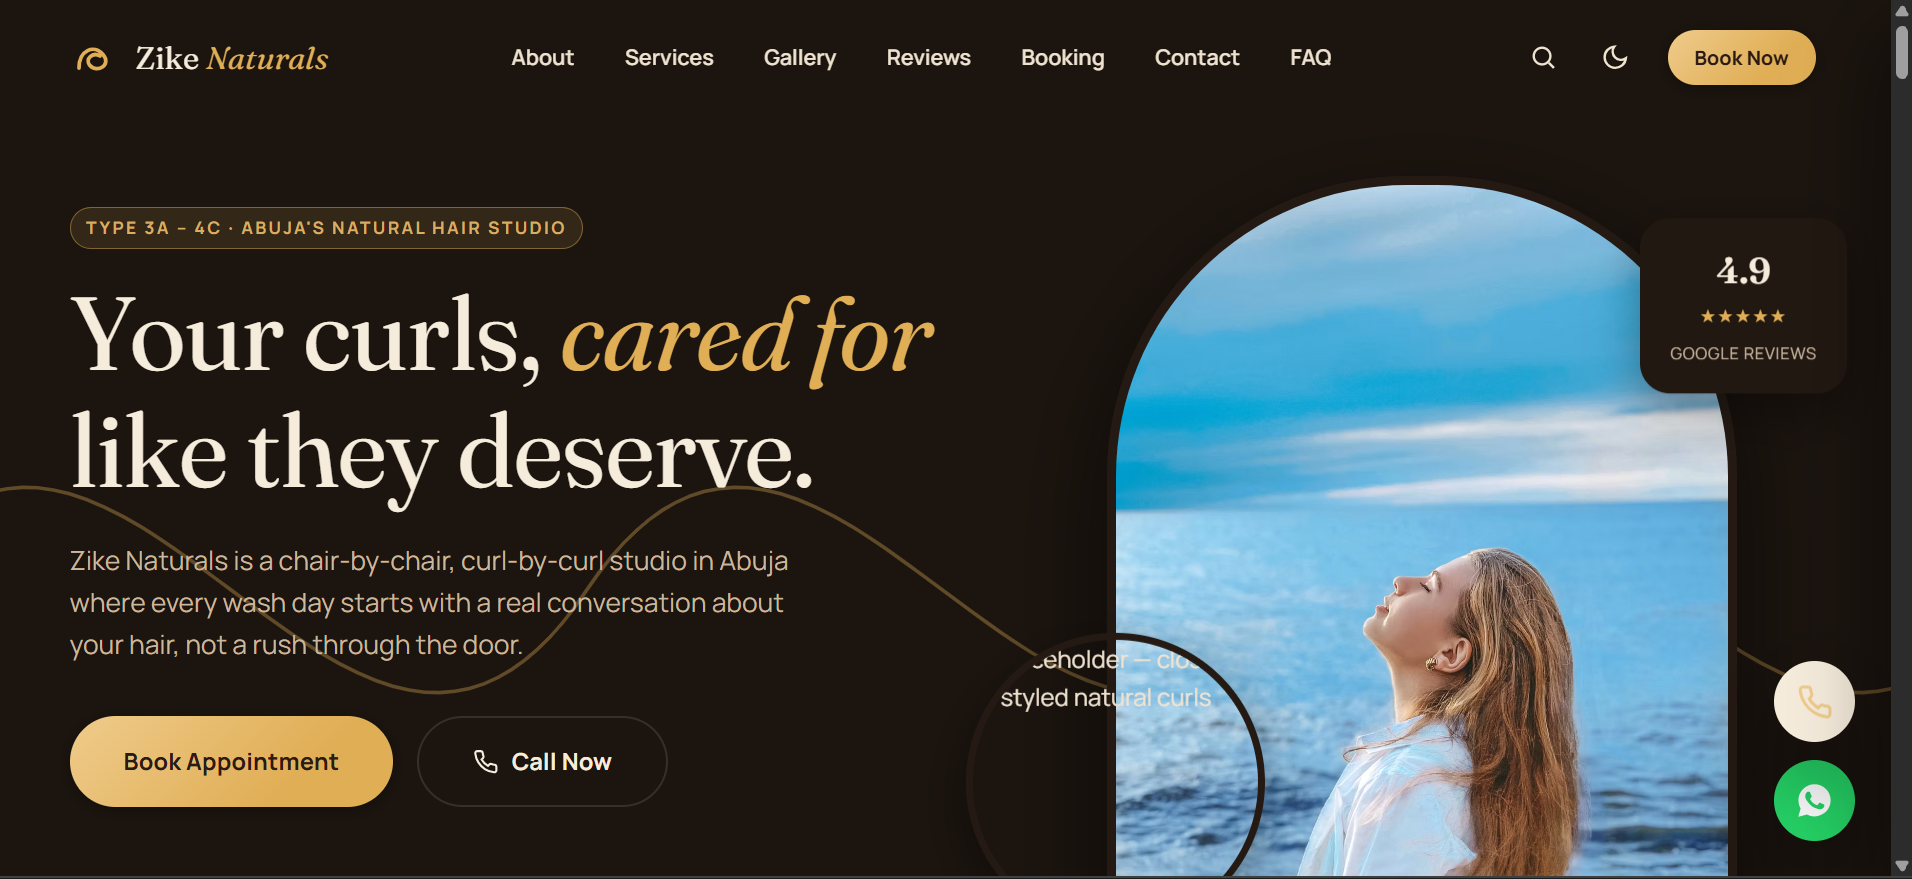 Zike Naturals
About Services Gallery Reviews Booking Contact FAQ
Book Now
TYPE 3A – 4C · ABUJA'S NATURAL HAIR STUDIO
Your curls, cared for
like they deserve.
Zike Naturals is a chair-by-chair, curl-by-curl studio in Abuja
where every wash day starts with a real conversation about
your hair, not a rush through the door.
Book Appointment
Call Now
4.9
★★★★★
GOOGLE REVIEWS
styled natural curls